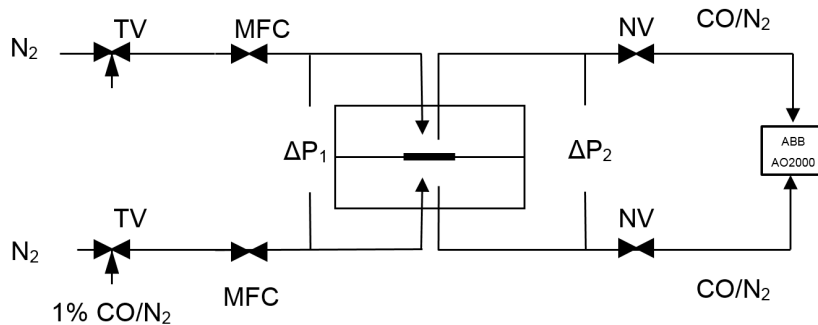 TV
MFC
NV
CO/N₂
N₂
ΔP₁
ΔP₂
ABB
AO2000
TV
NV
N₂
MFC
CO/N₂
1% CO/N₂